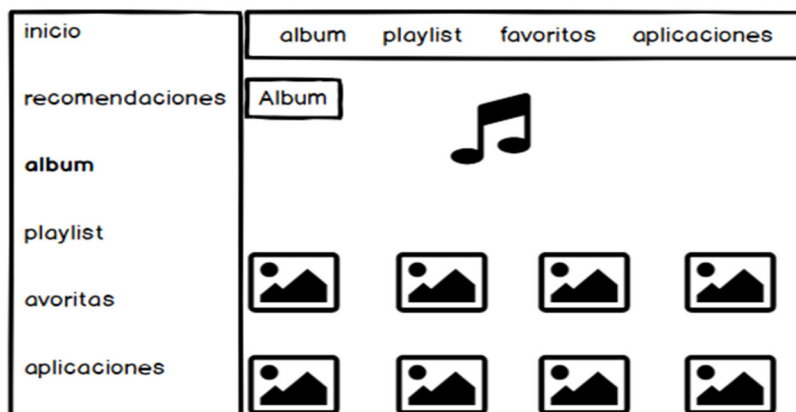 inicio
recomendaciones
album
playlist
avoritas
aplicaciones
album playlist favoritos aplicaciones
Album